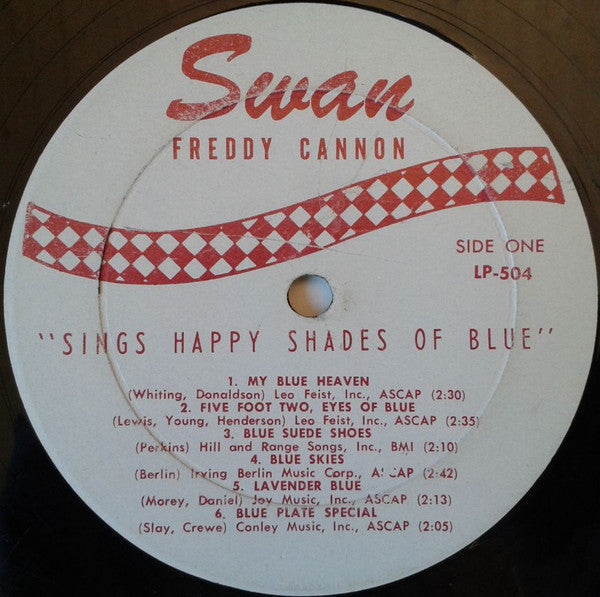 Swan
FREDDY CANNON
SIDE ONE
LP-504
"SINGS HAPPY SHADES OF BLUE"
1. MY BLUE HEAVEN
(Whiting, Donaldson) Leo Feist, Inc., ASCAP (2:30)
2. FIVE FOOT TWO, EYES OF BLUE
(Lewis, Young, Henderson) Leo Feist, Inc., ASCAP (2:35)
3. BLUE SUEDE SHOES
(Perkins) Hill and Range Songs, Inc., BMI (2:10)
4. BLUE SKIES
(Berlin) Irving Berlin Music Corp., ASCAP (2:42)
5. LAVENDER BLUE
(Morey, Daniel) Joy Music, Inc., ASCAP (2:13)
6. BLUE PLATE SPECIAL
(Slay, Crewe) Conley Music, Inc., ASCAP (2:05)